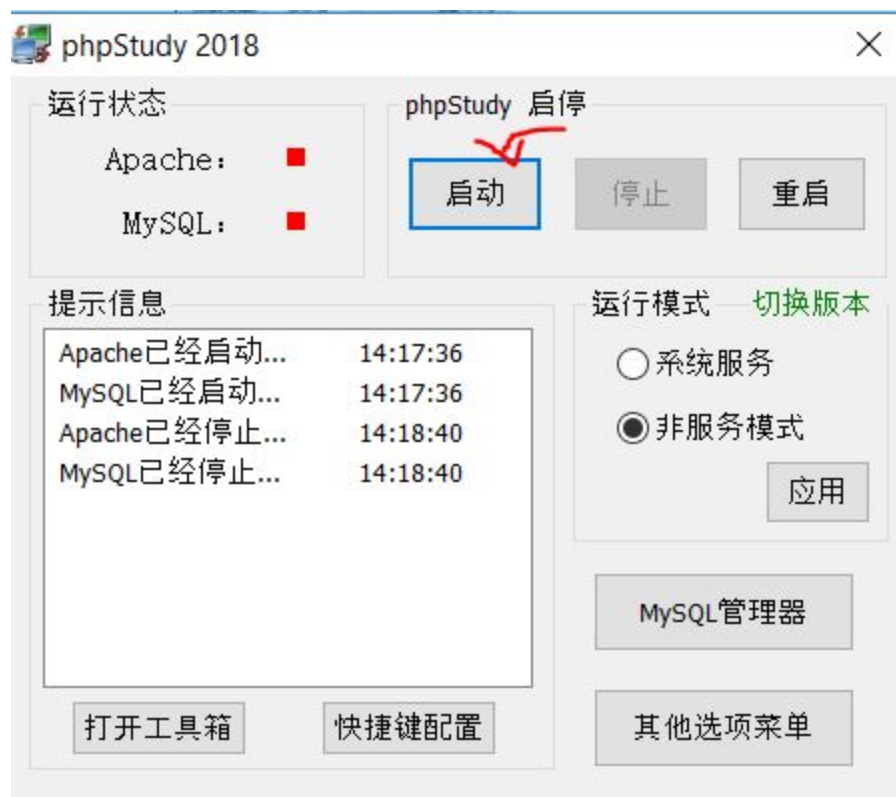 phpStudy 2018
运行状态
Apache:
MySQL:
phpStudy 启停
启动 停止 重启
提示信息
Apache已经启动... 14:17:36
MySQL已经启动... 14:17:36
Apache已经停止... 14:18:40
MySQL已经停止... 14:18:40
打开工具箱 快捷键配置
运行模式 切换版本
系统服务
非服务模式
应用
MySQL管理器
其他选项菜单